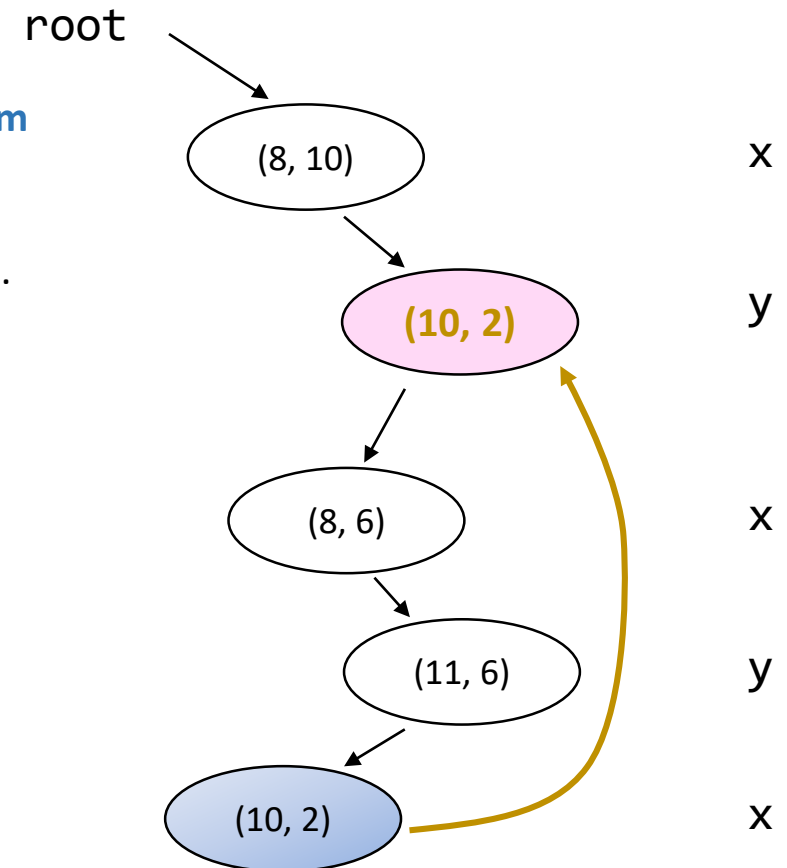 root
m
(8, 10)
x
.
(10, 2)
y
(8, 6)
x
(11, 6)
y
(10, 2)
x